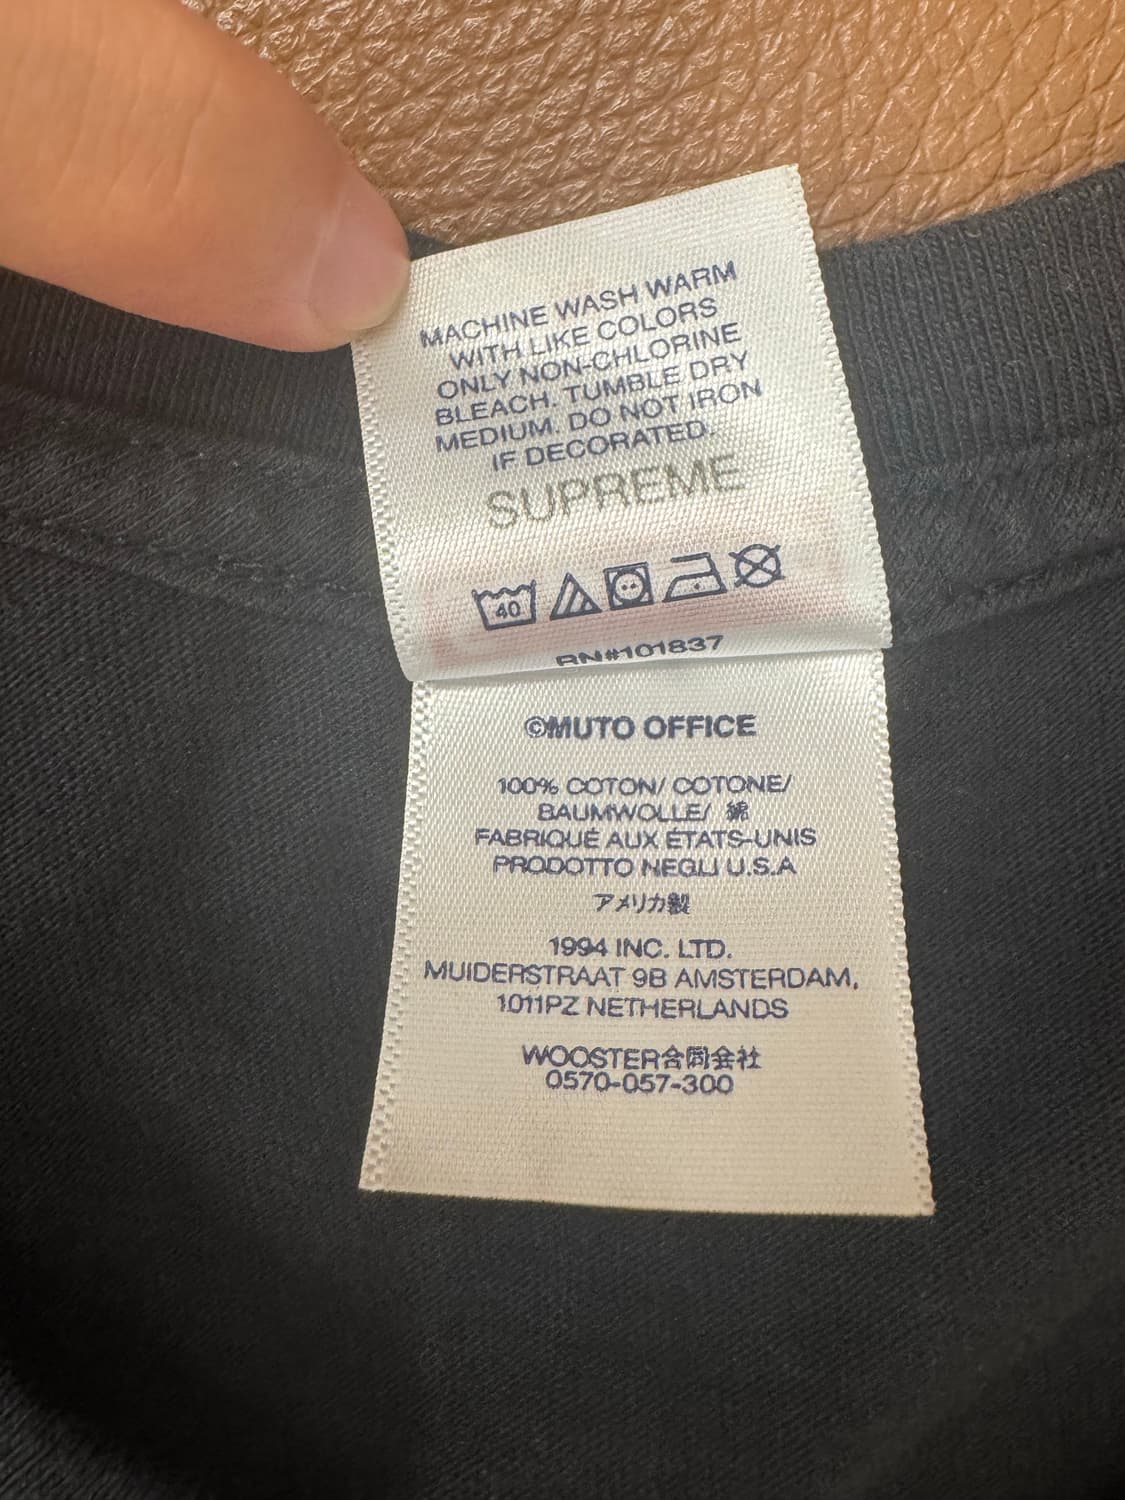 MACHINE WASH WARM
WITH LIKE COLORS
ONLY NON-CHLORINE
BLEACH. TUMBLE DRY
MEDIUM. DO NOT IRON
IF DECORATED.
SUPREME
40
RN#101837
©MUTO OFFICE
100% COTON/ COTONE/
BAUMWOLLE/ 綿
FABRIQUÉ AUX ÉTATS-UNIS
PRODOTTO NEGLI U.S.A
アメリカ製
1994 INC. LTD.
MUIDERSTRAAT 9B AMSTERDAM,
1011PZ NETHERLANDS
WOOSTER合同会社
0570-057-300